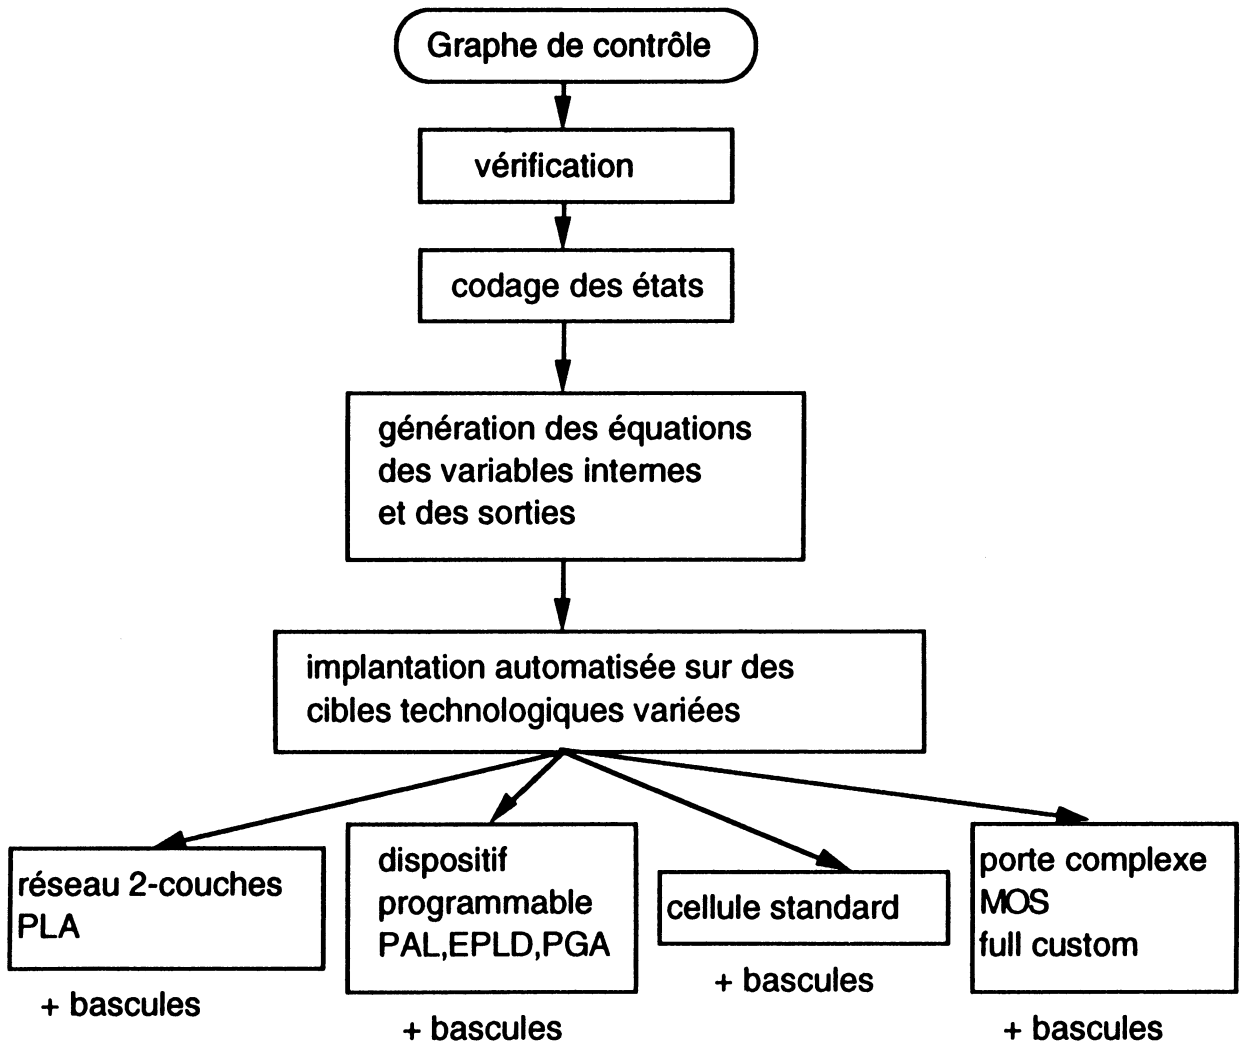 Graphe de contrôle
vérification
codage des états
génération des équations
des variables internes
et des sorties
implantation automatisée sur des
cibles technologiques variées
réseau 2-couches
PLA
+ bascules
dispositif
programmable
PAL,EPLD,PGA
+ bascules
cellule standard
+ bascules
porte complexe
MOS
full custom
+ bascules